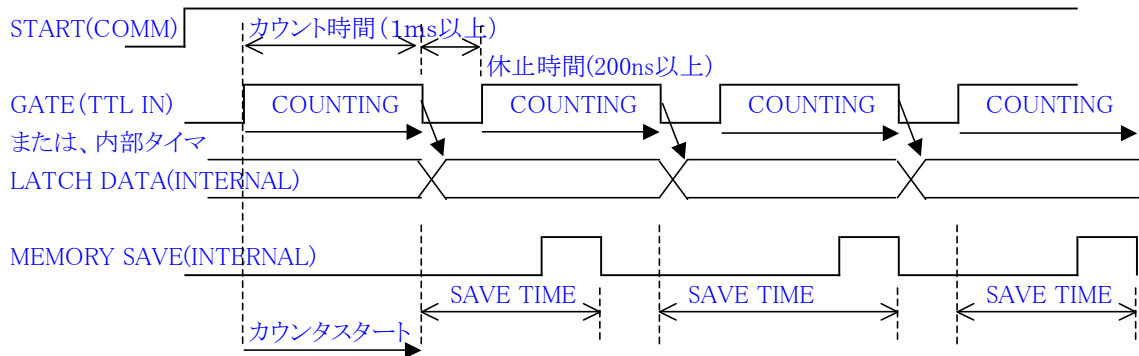 START(COMM)
カウント時間(1ms以上)
休止時間(200ns以上)
GATE(TTL IN)
COUNTING
COUNTING
COUNTING
COUNTING
または、内部タイマ
LATCH DATA(INTERNAL)
MEMORY SAVE(INTERNAL)
SAVE TIME
SAVE TIME
SAVE TIME
カウンタスタート